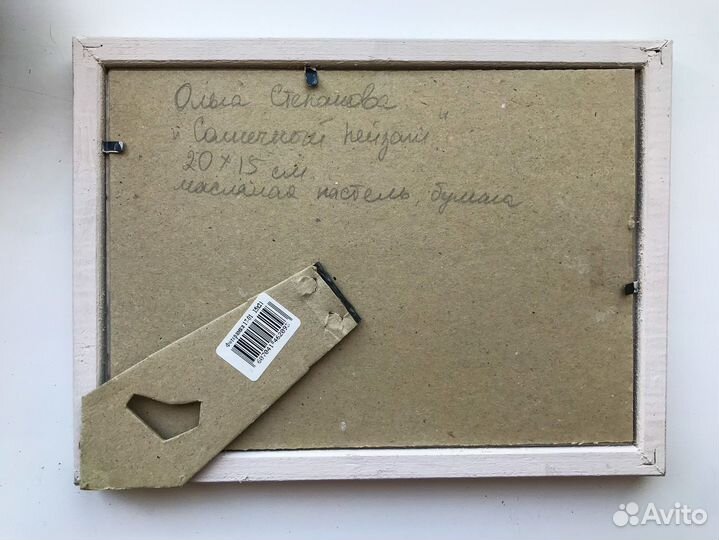 Ольга Степанова
"Солнечный пейзаж"
20×15 см
масляная пастель, бумага
Avito